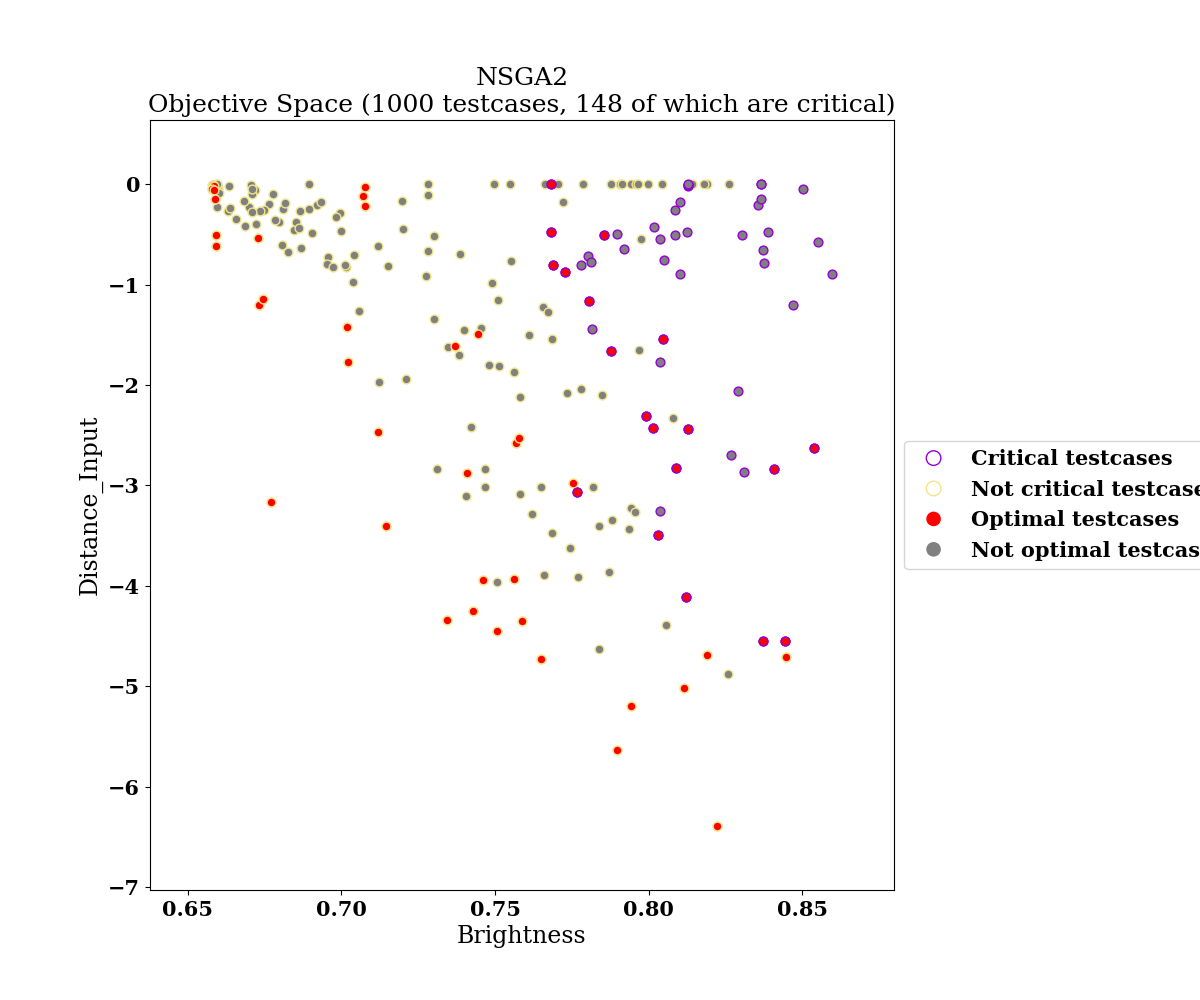 NSGA2
Objective Space (1000 testcases, 148 of which are critical)
Distance_Input
0
−1
−2
−3
−4
−5
−6
−7
0.65 0.70 0.75 0.80 0.85
Brightness
Critical testcases
Not critical testcase
Optimal testcases
Not optimal testcas